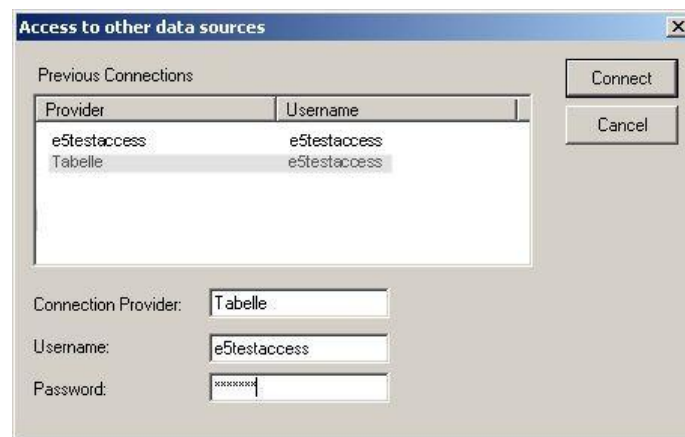 Access to other data sources
Previous Connections
Connect
Provider Username
Cancel
e5testaccess e5testaccess
Tabelle e5testaccess
Connection Provider: Tabelle
Username: e5testaccess
Password: *******